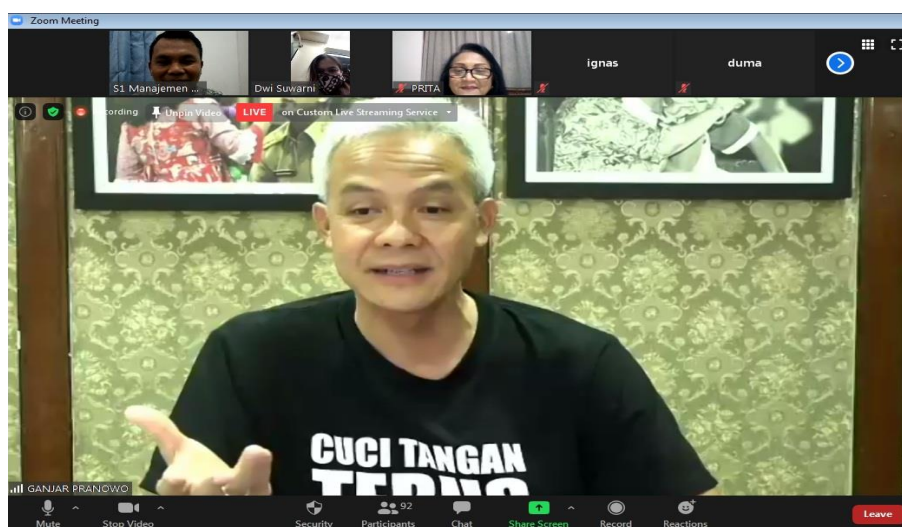 Zoom Meeting
S1 Manajemen ...
Dwi Suwarni
PRITA
ignas
duma
cording
Unpin Video
LIVE on Custom Live Streaming Service
CUCI TANGAN
TERUS
GANJAR PRANOWO
Mute
Stop Video
Security
92
Participants
Chat
Share Screen
Record
Reactions
Leave